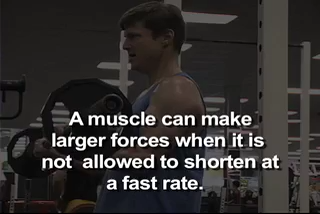 A muscle can make
larger forces when it is
not allowed to shorten at
a fast rate.